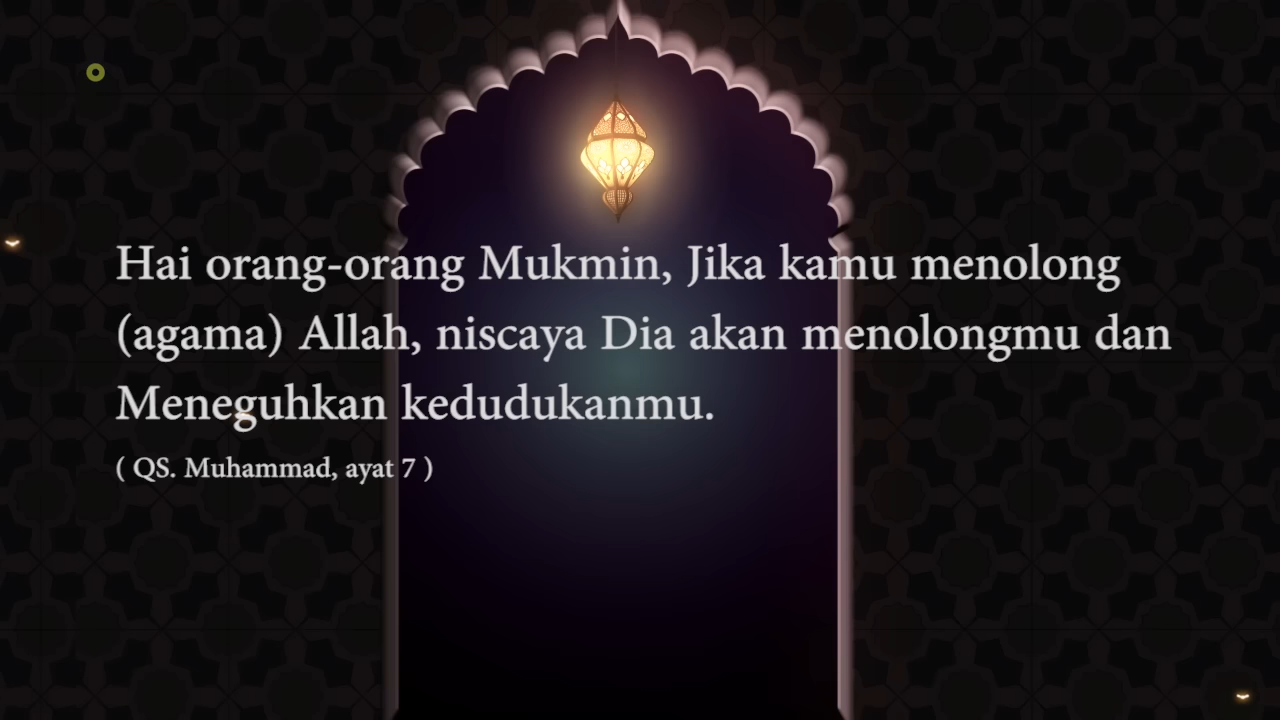 Hai orang-orang Mukmin, Jika kamu menolong
(agama) Allah, niscaya Dia akan menolongmu dan
Meneguhkan kedudukanmu.
( QS. Muhammad, ayat 7 )